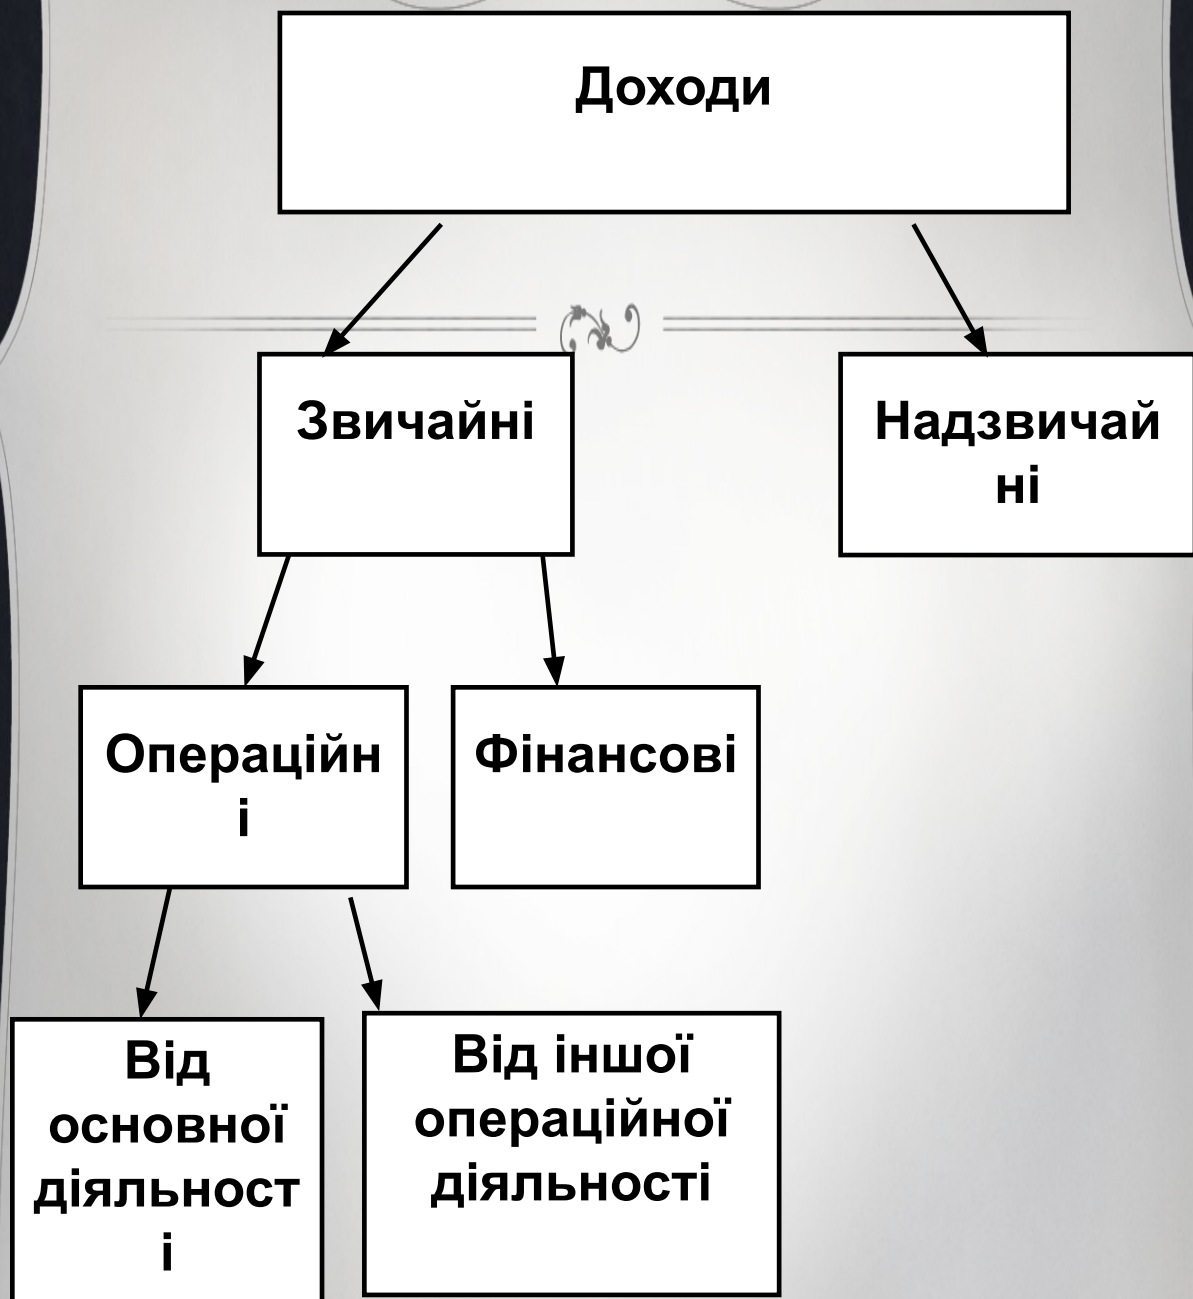 Доходи
Звичайні
Надзвичай
ні
Операційн
і
Фінансові
Від
основної
діяльност
і
Від іншої
операційної
діяльності